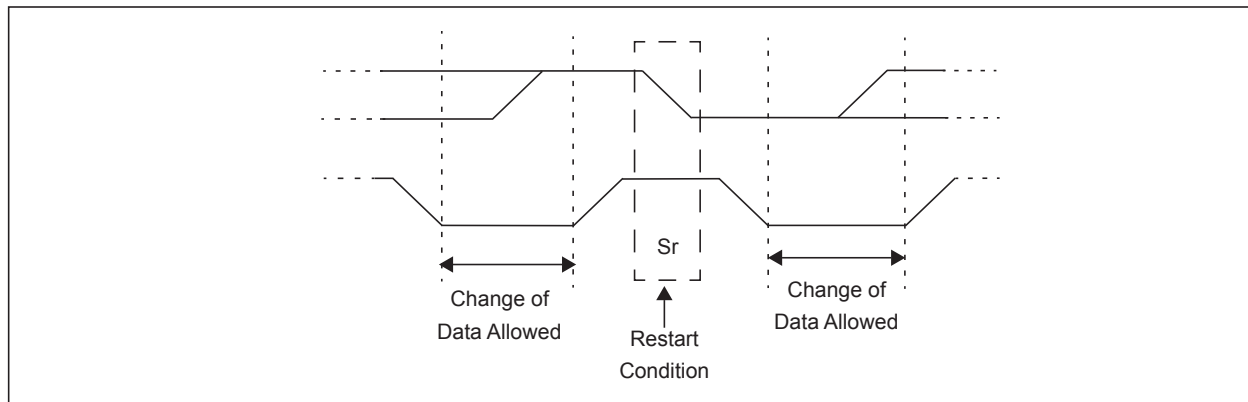 Sr
Change of
Data Allowed
Restart
Condition
Change of
Data Allowed